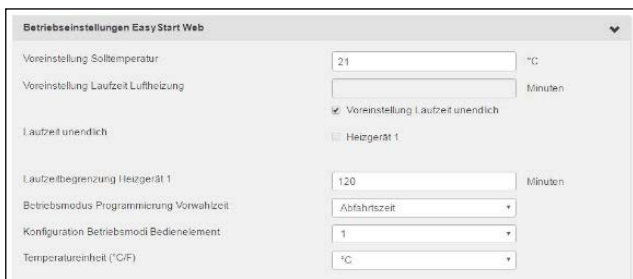 Betriebseinstellungen EasyStart Web
Voreinstellung Solltemperatur 21 °C
Voreinstellung Laufzeit Luftheizung Minuten
Voreinstellung Laufzeit unendlich
Laufzeit unendlich Heizgerät 1
Laufzeitbegrenzung Heizgerät 1 120 Minuten
Betriebsmodus Programmierung Vorwahlzeit Abfahrtszeit
Konfiguration Betriebsmodi Bedienelement 1
Temperatureinheit (°C/F) °C